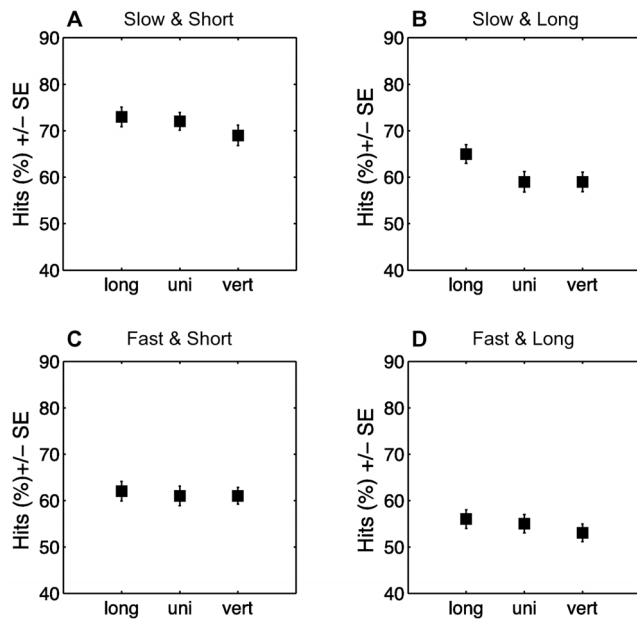 A Slow & Short
Hits (%) +/− SE
90
80
70
60
50
40
long uni vert
B Slow & Long
Hits (%)+/− SE
90
80
70
60
50
40
long uni vert
C Fast & Short
Hits (%)+/− SE
90
80
70
60
50
40
long uni vert
D Fast & Long
Hits (%) +/− SE
90
80
70
60
50
40
long uni vert